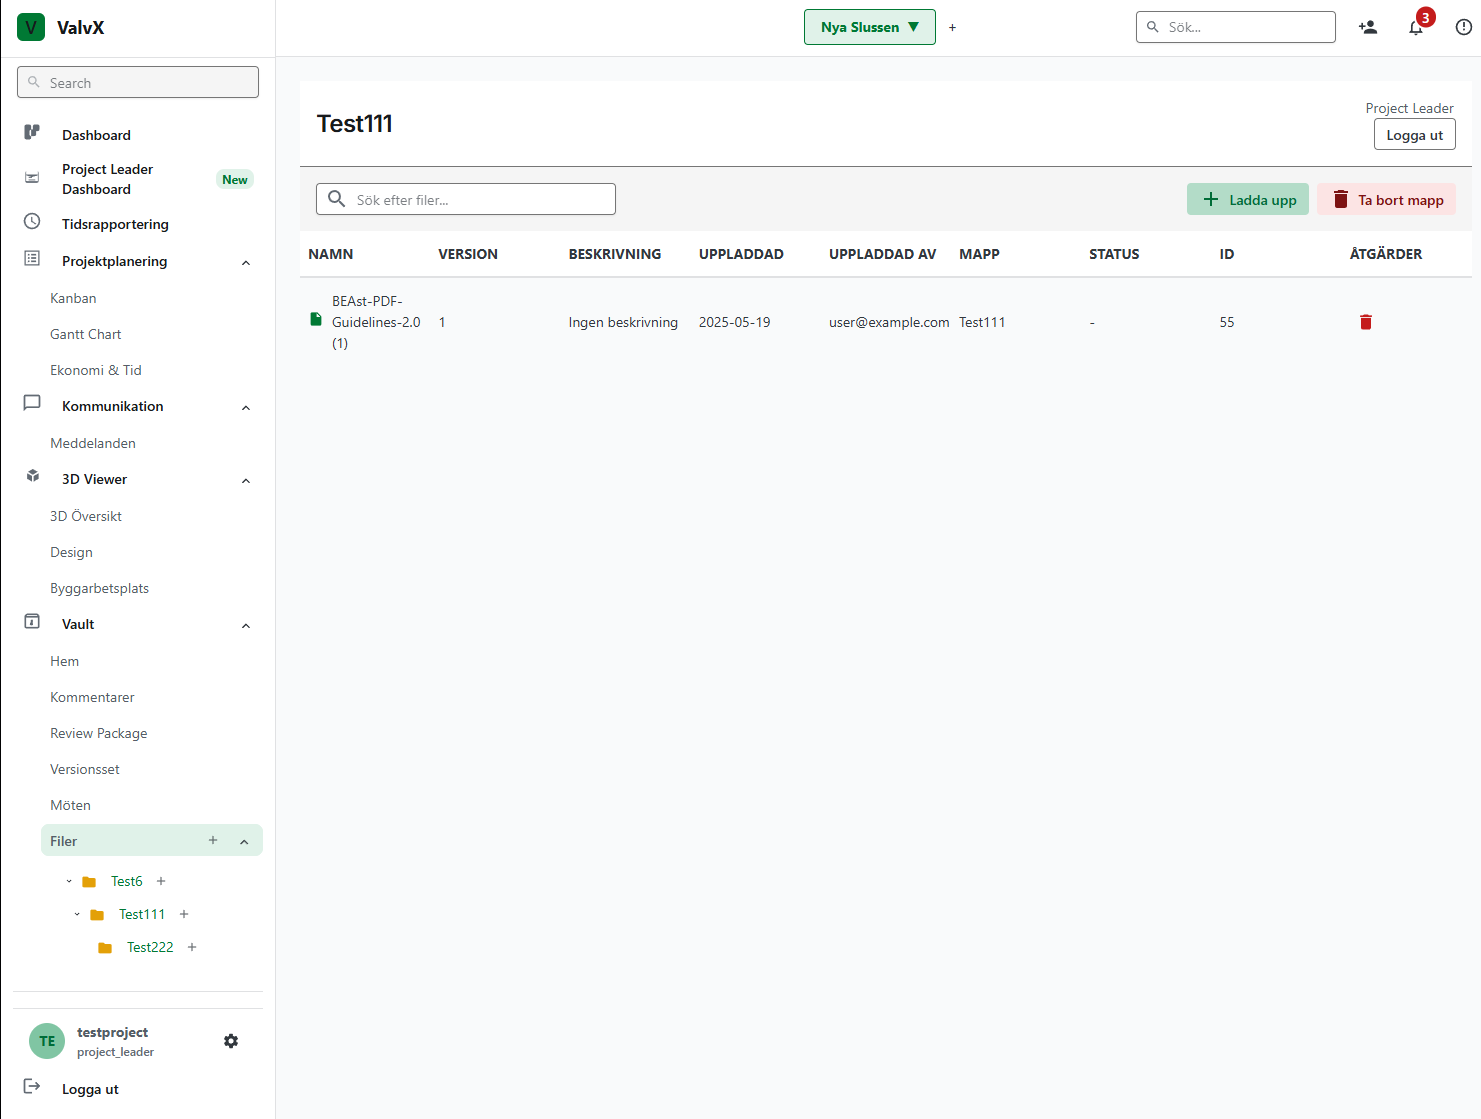 V ValvX
Nya Slussen ▼ +
Sök...
3
Search
Dashboard
Project Leader
Dashboard
New
Tidsrapportering
Projektplanering
Kanban
Gantt Chart
Ekonomi & Tid
Kommunikation
Meddelanden
3D Viewer
3D Översikt
Design
Byggarbetsplats
Vault
Hem
Kommentarer
Review Package
Versionsset
Möten
Filer +
Test6 +
Test111 +
Test222 +
TE
testproject
project_leader
Logga ut
Test111
Project Leader
Logga ut
Sök efter filer...
+ Ladda upp
Ta bort mapp
NAMN VERSION BESKRIVNING UPPLADDAD UPPLADDAD AV MAPP STATUS ID ÅTGÄRDER
BEAst-PDF-
Guidelines-2.0 1 Ingen beskrivning 2025-05-19 user@example.com Test111 - 55
(1)